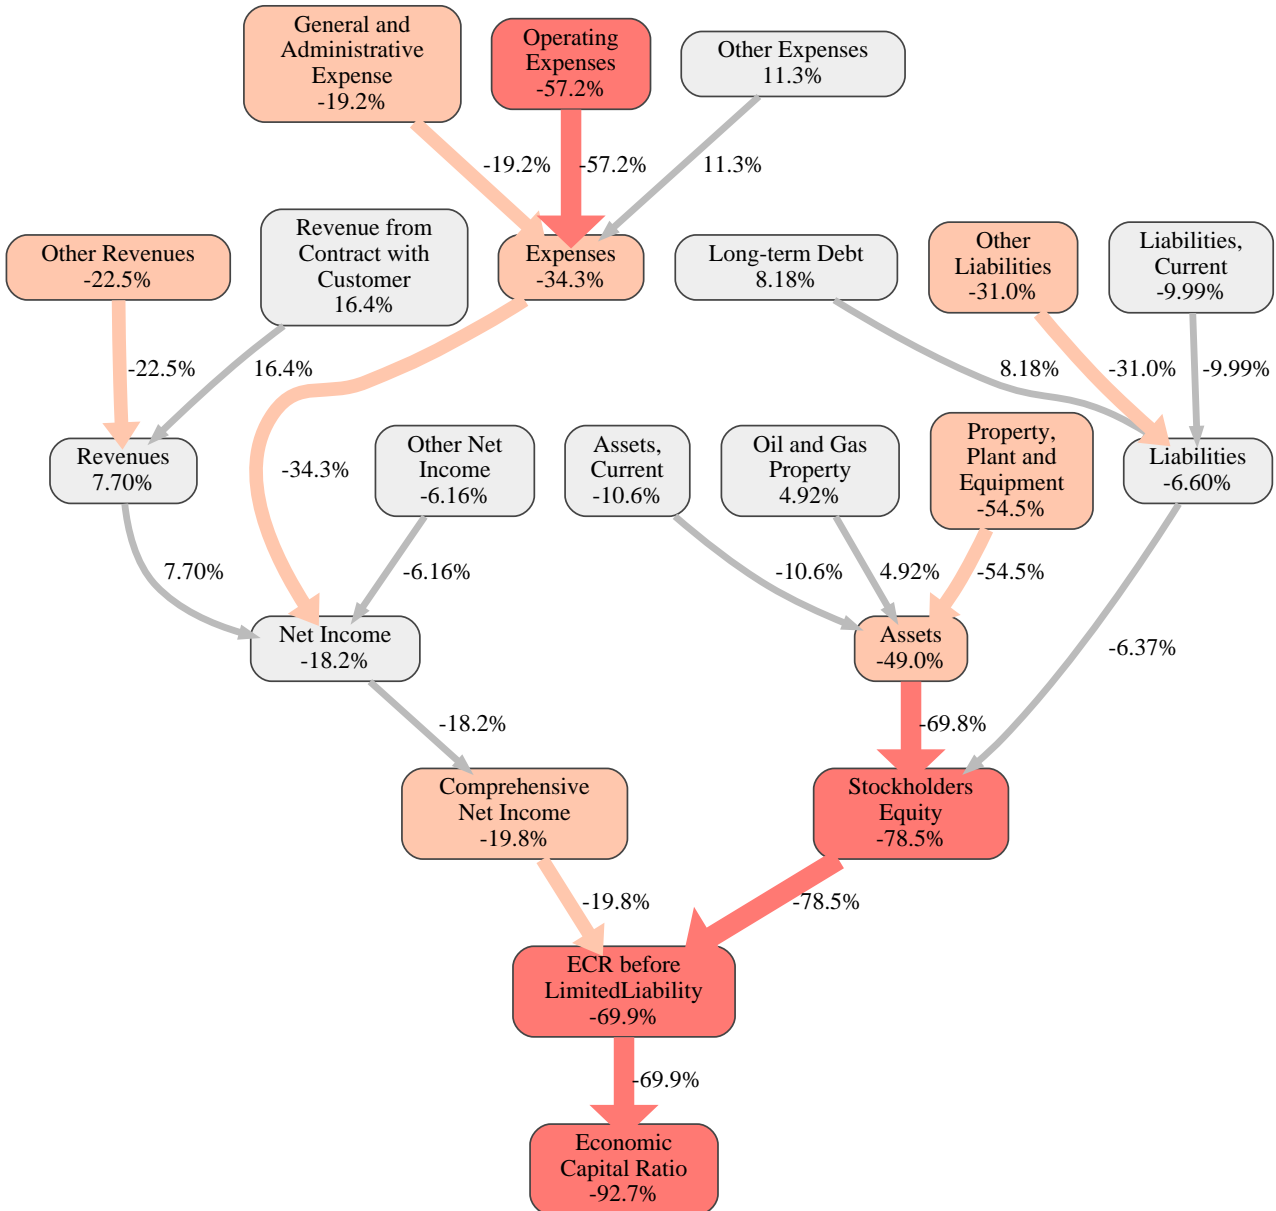 General and
Administrative
Expense
-19.2%
Operating
Expenses
-57.2%
Other Expenses
11.3%
-19.2%
-57.2%
11.3%
Other Revenues
-22.5%
Revenue from
Contract with
Customer
16.4%
Expenses
-34.3%
Long-term Debt
8.18%
Other
Liabilities
-31.0%
Liabilities,
Current
-9.99%
-22.5%
16.4%
8.18%
-31.0%
-9.99%
Revenues
7.70%
-34.3%
Other Net
Income
-6.16%
Assets,
Current
-10.6%
Oil and Gas
Property
4.92%
Property,
Plant and
Equipment
-54.5%
Liabilities
-6.60%
7.70%
-6.16%
-10.6%
4.92%
-54.5%
Net Income
-18.2%
Assets
-49.0%
-6.37%
-18.2%
-69.8%
Comprehensive
Net Income
-19.8%
Stockholders
Equity
-78.5%
-19.8%
-78.5%
ECR before
LimitedLiability
-69.9%
-69.9%
Economic
Capital Ratio
-92.7%